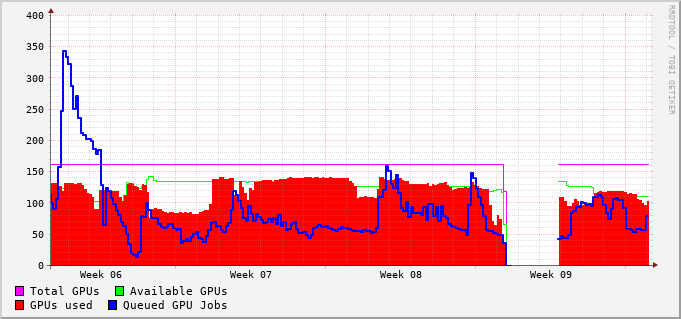 400
350
300
250
200
150
100
50
0
Week 06 Week 07 Week 08 Week 09
Total GPUs Available GPUs
GPUs used Queued GPU Jobs
RRDTOOL / TOBI OETIKER